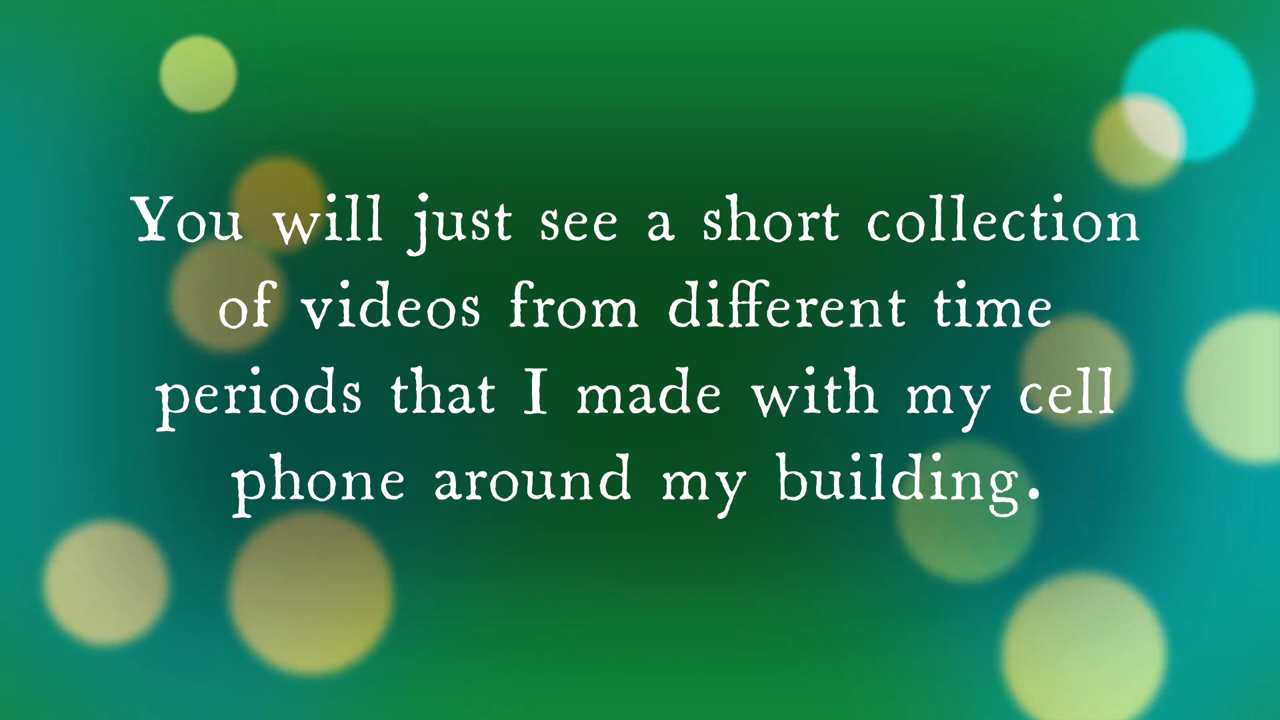 You will just see a short collection
of videos from different time
periods that I made with my cell
phone around my building.